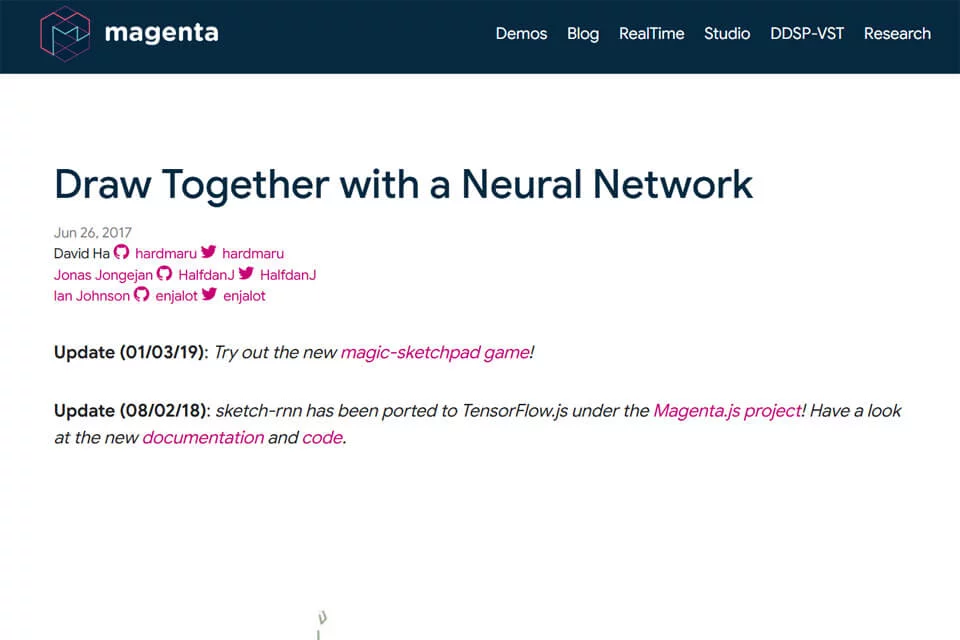 magenta
Demos Blog RealTime Studio DDSP-VST Research
Draw Together with a Neural Network
Jun 26, 2017
David Ha hardmaru hardmaru
Jonas Jongejan HalfdanJ HalfdanJ
Ian Johnson enjalot enjalot
Update (01/03/19): Try out the new magic-sketchpad game!
Update (08/02/18): sketch-rnn has been ported to TensorFlow.js under the Magenta.js project! Have a look
at the new documentation and code.